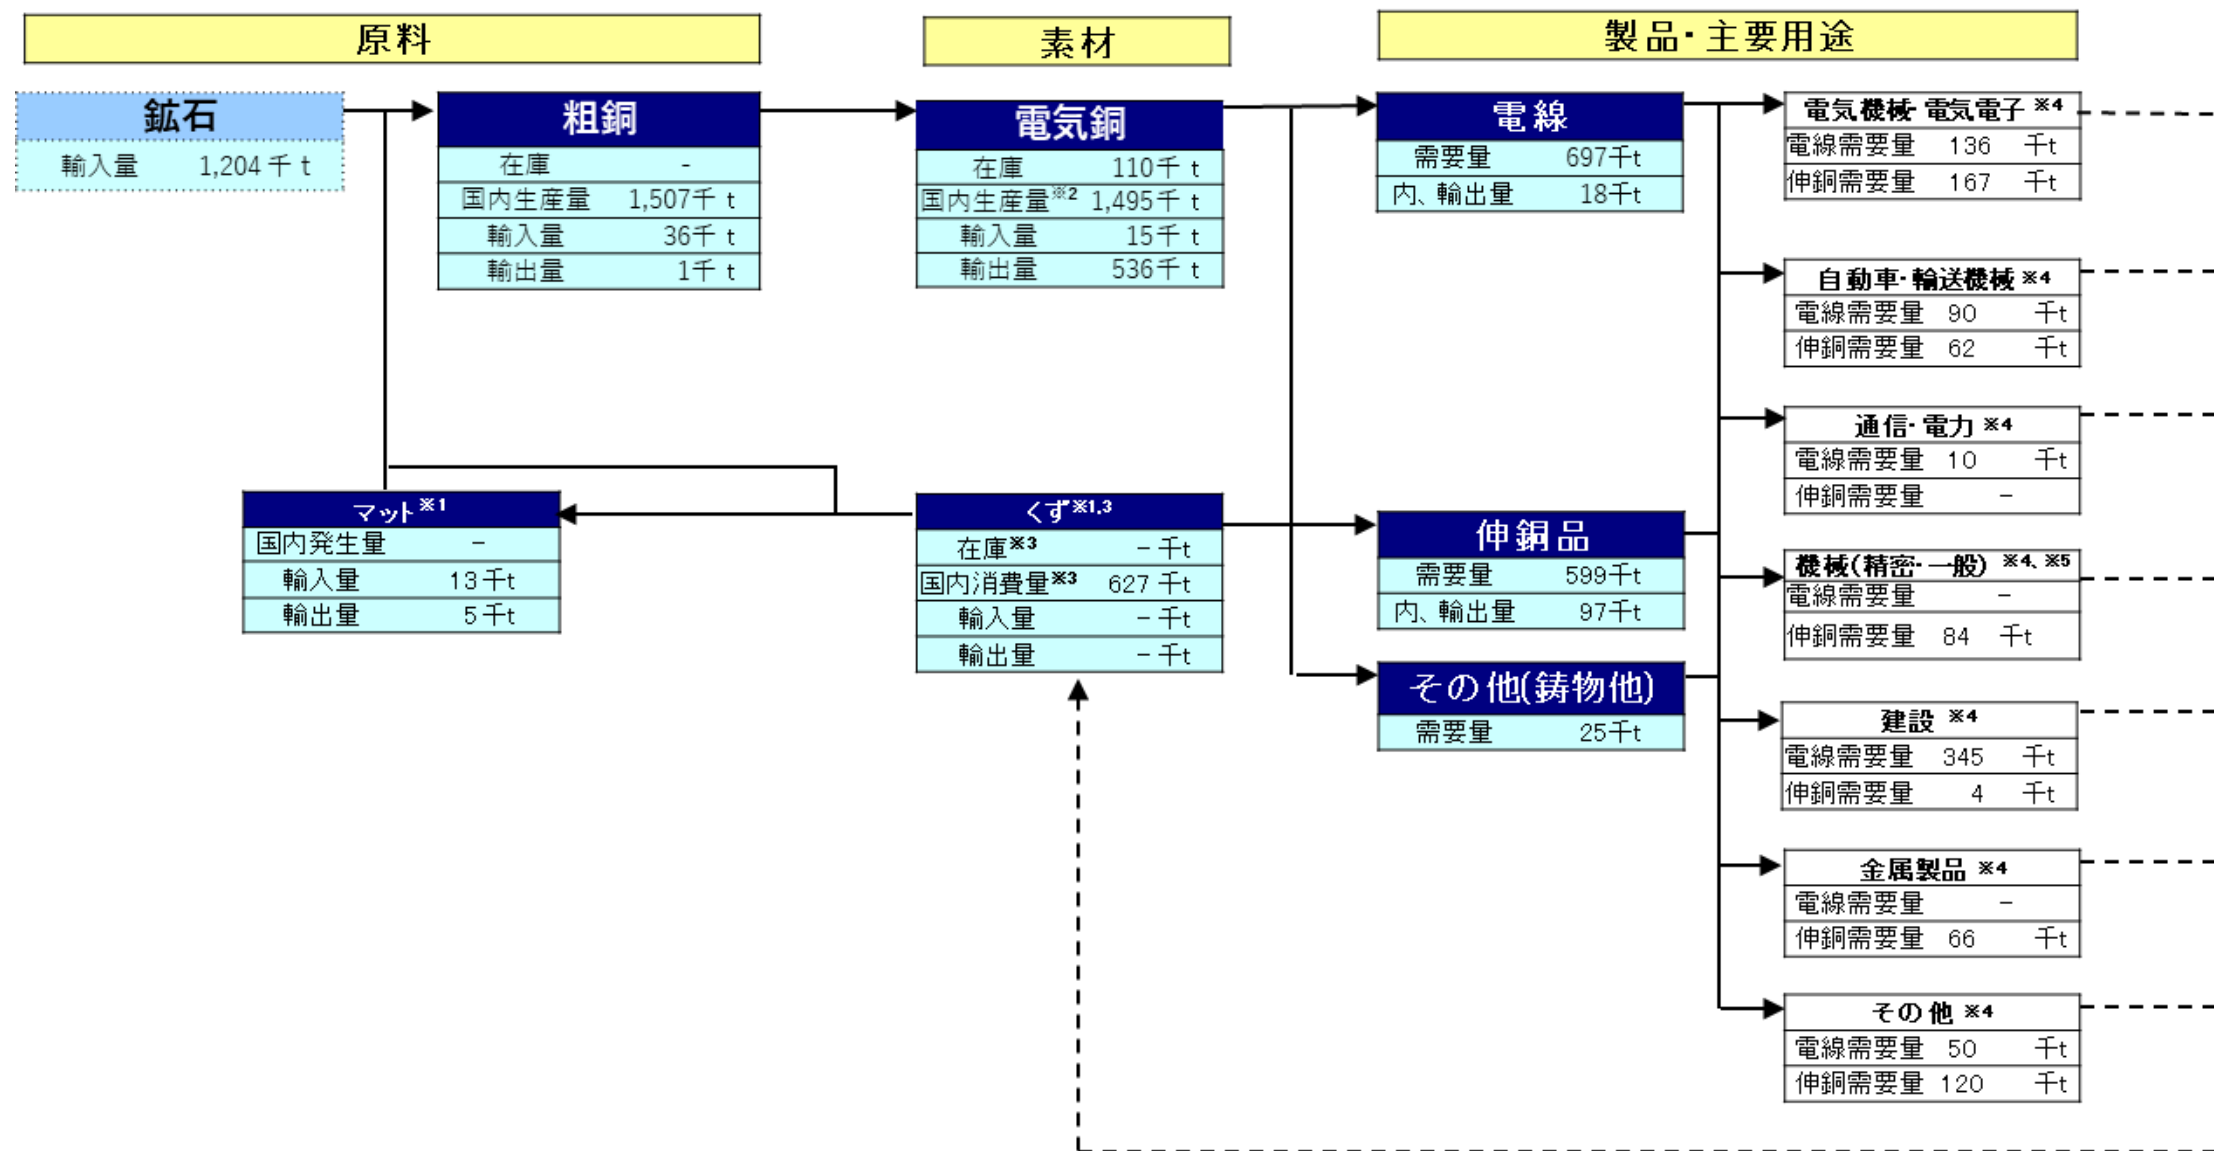 原料
素材
製品・主要用途
鉱石
輸入量 1,204千t
粗銅
在庫 -
国内生産量 1,507千t
輸入量 36千t
輸出量 1千t
電気銅
在庫 110千t
国内生産量※2 1,495千t
輸入量 15千t
輸出量 536千t
マット※1
国内発生量 -
輸入量 13千t
輸出量 5千t
くず※1.3
在庫※3 -千t
国内消費量※3 627千t
輸入量 -千t
輸出量 -千t
電線
需要量 697千t
内、輸出量 18千t
伸銅品
需要量 599千t
内、輸出量 97千t
その他(鋳物他)
需要量 25千t
電気機械・電気電子 ※4
電線需要量 136 千t
伸銅需要量 167 千t
自動車・輸送機械 ※4
電線需要量 90 千t
伸銅需要量 62 千t
通信・電力 ※4
電線需要量 10 千t
伸銅需要量 -
機械(精密・一般) ※4、※5
電線需要量 -
伸銅需要量 84 千t
建設 ※4
電線需要量 345 千t
伸銅需要量 4 千t
金属製品 ※4
電線需要量 -
伸銅需要量 66 千t
その他 ※4
電線需要量 50 千t
伸銅需要量 120 千t